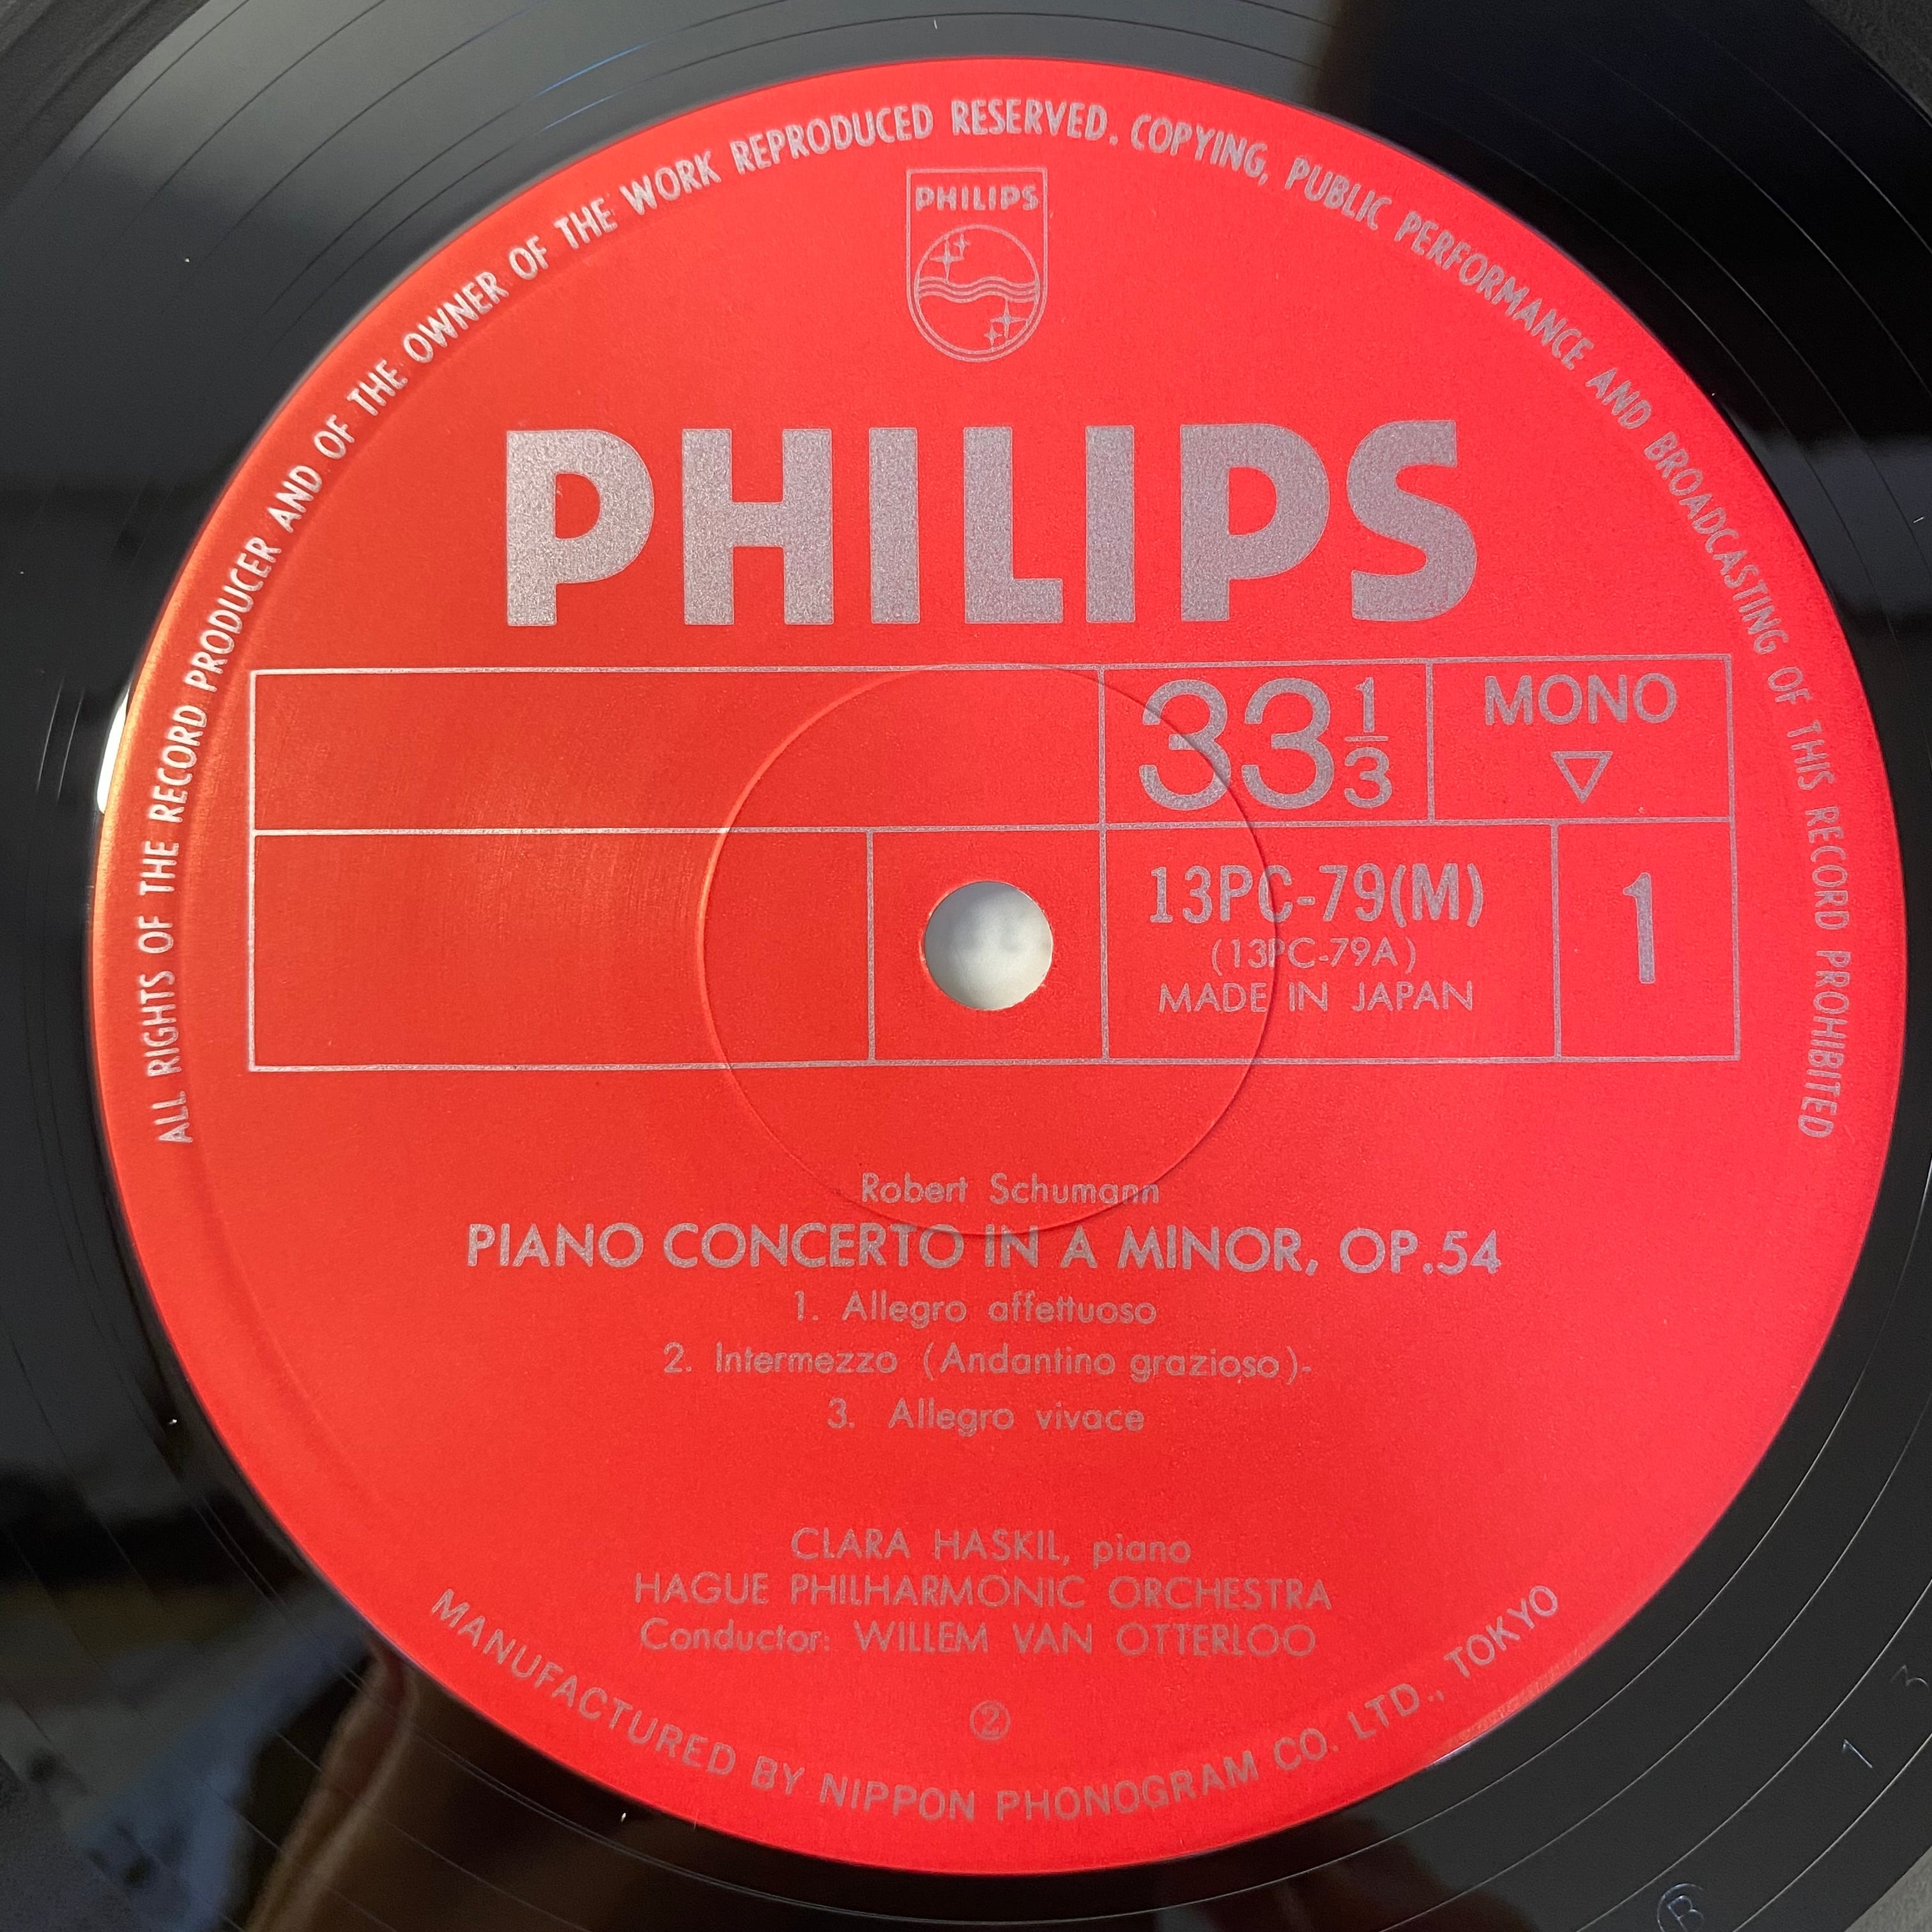 ALL RIGHTS OF THE RECORD PRODUCER AND OF THE OWNER OF THE WORK REPRODUCED RESERVED. COPYING, PUBLIC PERFORMANCE AND BROADCASTING OF THIS RECORD PROHIBITED
PHILIPS
PHILIPS
33 1/3
MONO
▽
13PC-79(M)
(13PC-79A)
MADE IN JAPAN
1
Robert Schumann
PIANO CONCERTO IN A MINOR, OP.54
1. Allegro affettuoso
2. Intermezzo (Andantino grazioso)-
3. Allegro vivace
CLARA HASKIL, piano
HAGUE PHILHARMONIC ORCHESTRA
Conductor: WILLEM VAN OTTERLOO
②
MANUFACTURED BY NIPPON PHONOGRAM CO. LTD., TOKYO